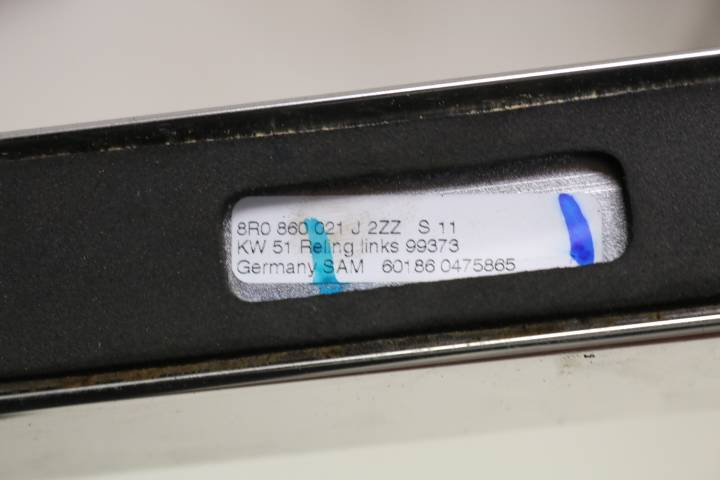 8R0 860 021 J 2ZZ S 11
KW 51 Reling links 99373
Germany SAM 60186 0475865